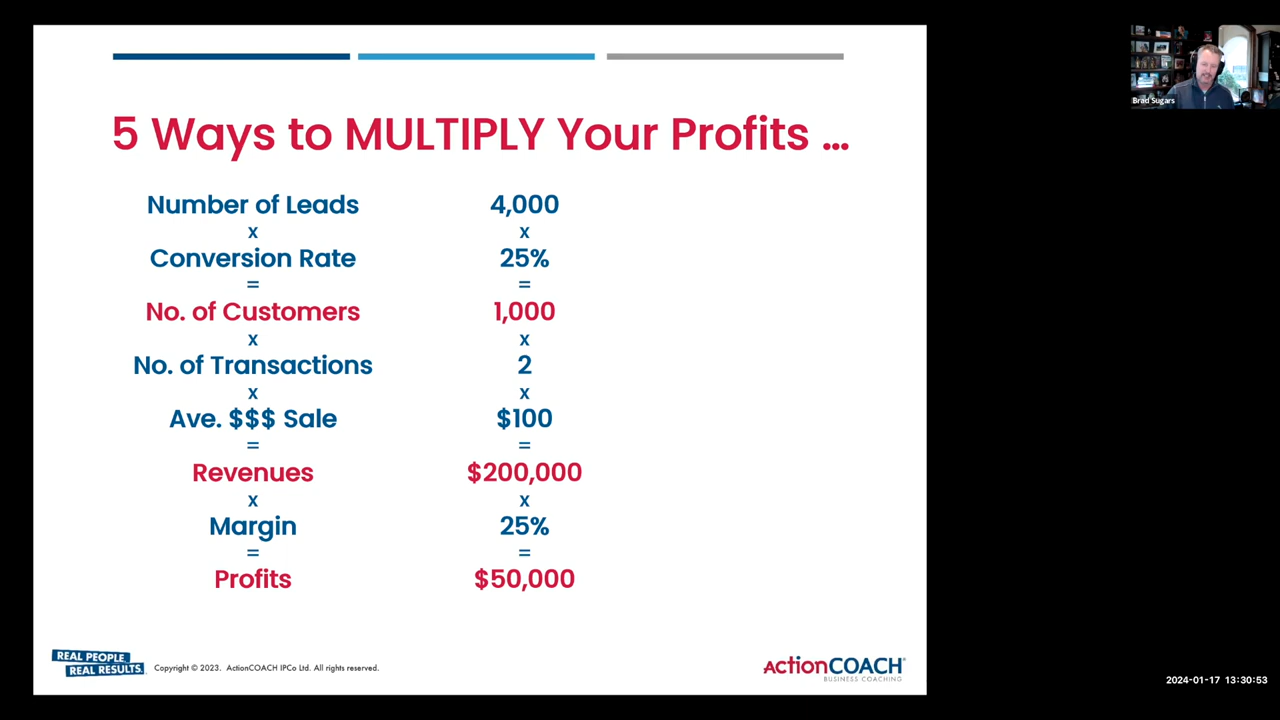 5 Ways to MULTIPLY Your Profits ...
Number of Leads 4,000
x x
Conversion Rate 25%
= =
No. of Customers 1,000
x x
No. of Transactions 2
x x
Ave. $$$ Sale $100
= =
Revenues $200,000
x x
Margin 25%
= =
Profits $50,000
REAL PEOPLE.
REAL RESULTS.
Copyright © 2023. ActionCOACH IPCo Ltd. All rights reserved.
actionCOACH®
BUSINESS COACHING
Brad Sugars
2024-01-17 13:30:53